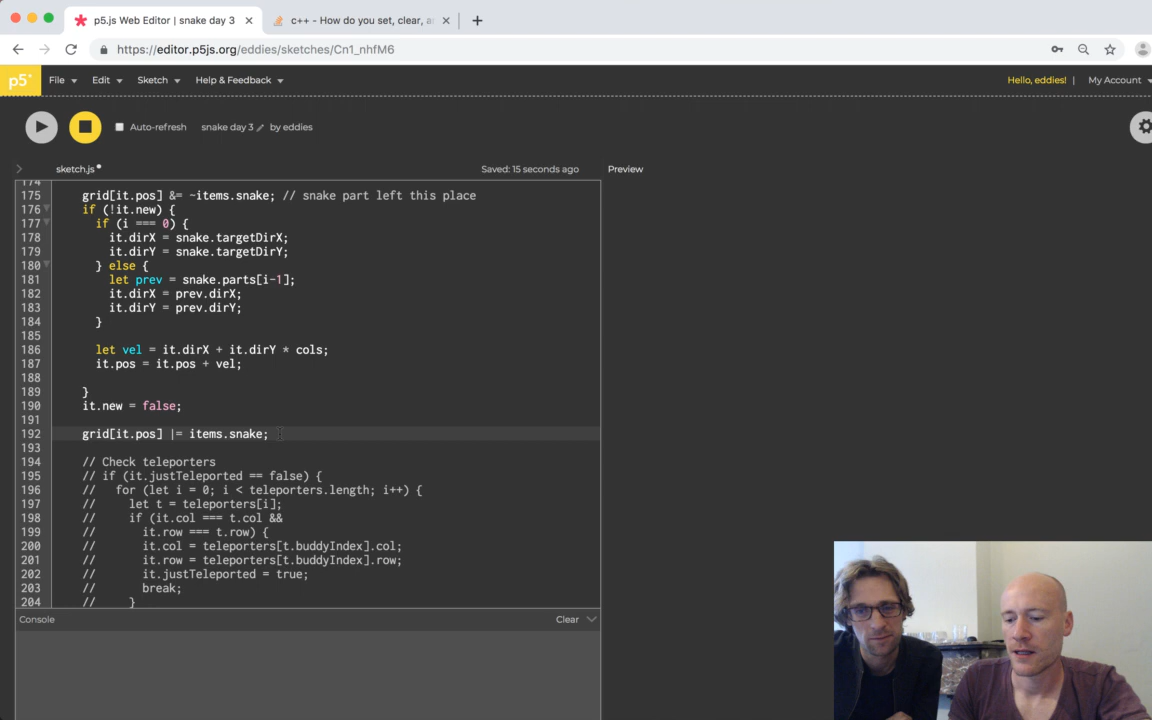 p5.js Web Editor | snake day 3
c++ - How do you set, clear, a
https://editor.p5js.org/eddies/sketches/Cn1_nhfM6
p5* File Edit Sketch Help & Feedback Hello, eddies! | My Account
Auto-refresh snake day 3 by eddies
sketch.js Saved: 15 seconds ago Preview
174
175 grid[it.pos] &= ~items.snake; // snake part left this place
176 if (!it.new) {
177 if (i === 0) {
178 it.dirX = snake.targetDirX;
179 it.dirY = snake.targetDirY;
180 } else {
181 let prev = snake.parts[i-1];
182 it.dirX = prev.dirX;
183 it.dirY = prev.dirY;
184 }
185
186 let vel = it.dirX + it.dirY * cols;
187 it.pos = it.pos + vel;
188
189 }
190 it.new = false;
191
192 grid[it.pos] |= items.snake;
193
194 // Check teleporters
195 // if (it.justTeleported == false) {
196 // for (let i = 0; i < teleporters.length; i++) {
197 // let t = teleporters[i];
198 // if (it.col === t.col &&
199 // it.row === t.row) {
200 // it.col = teleporters[t.buddyIndex].col;
201 // it.row = teleporters[t.buddyIndex].row;
202 // it.justTeleported = true;
203 // break;
204 // }
Console Clear